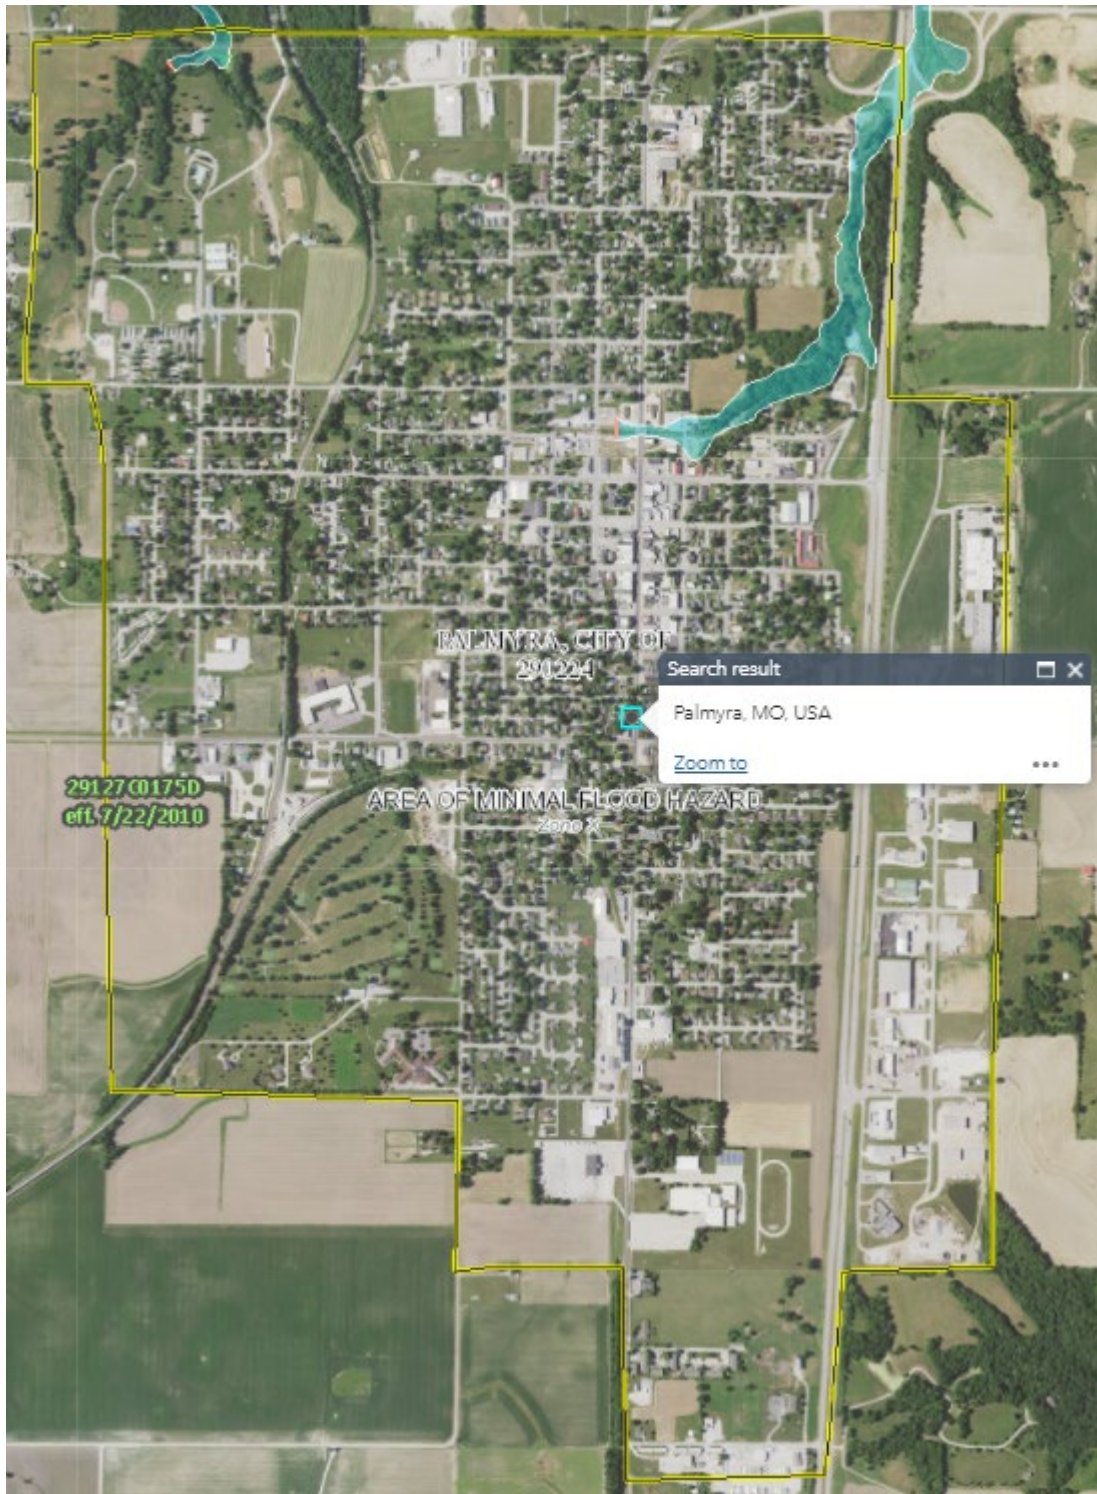 PALMYRA, CITY OF
290224
Search result
Palmyra, MO, USA
Zoom to
29127C0175D
eff. 7/22/2010
AREA OF MINIMAL FLOOD HAZARD
Zone X